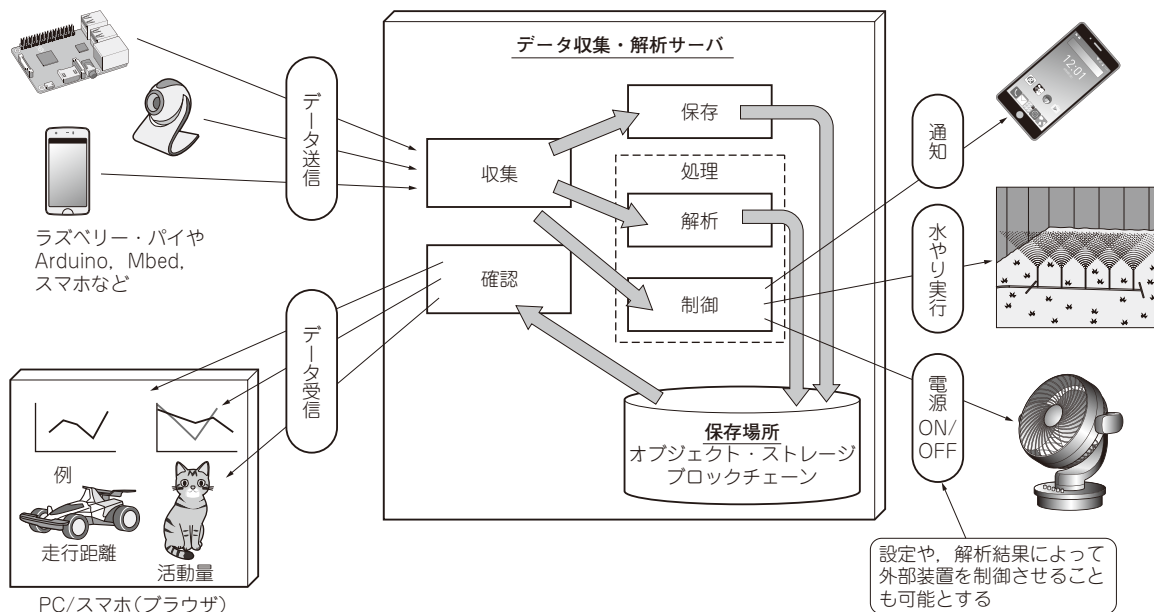 データ収集・解析サーバ
データ送信
ラズベリー・パイや
Arduino，Mbed，
スマホなど
収集
確認
保存
処理
解析
制御
保存場所
オブジェクト・ストレージ
ブロックチェーン
データ受信
例
走行距離
活動量
PC/スマホ(ブラウザ)
通知
12:01
水やり実行
電源
ON/
OFF
設定や，解析結果によって
外部装置を制御させること
も可能とする